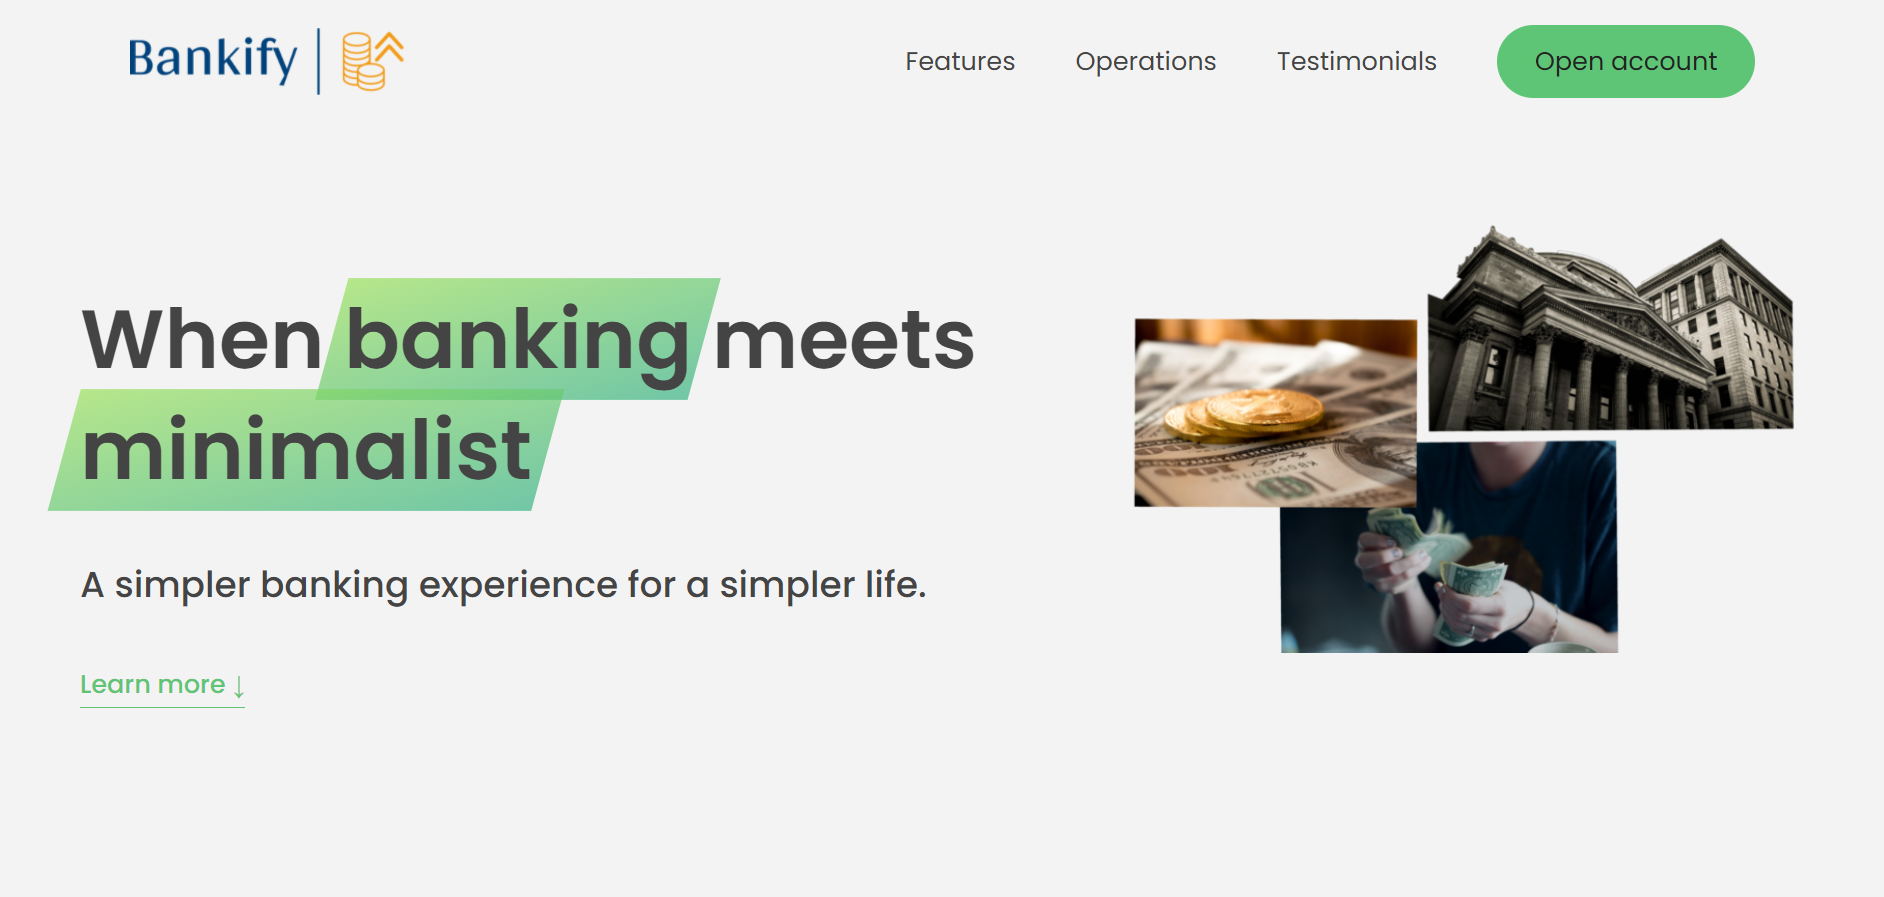 Bankify
Features
Operations
Testimonials
Open account
When banking meets
minimalist
A simpler banking experience for a simpler life.
Learn more ↓